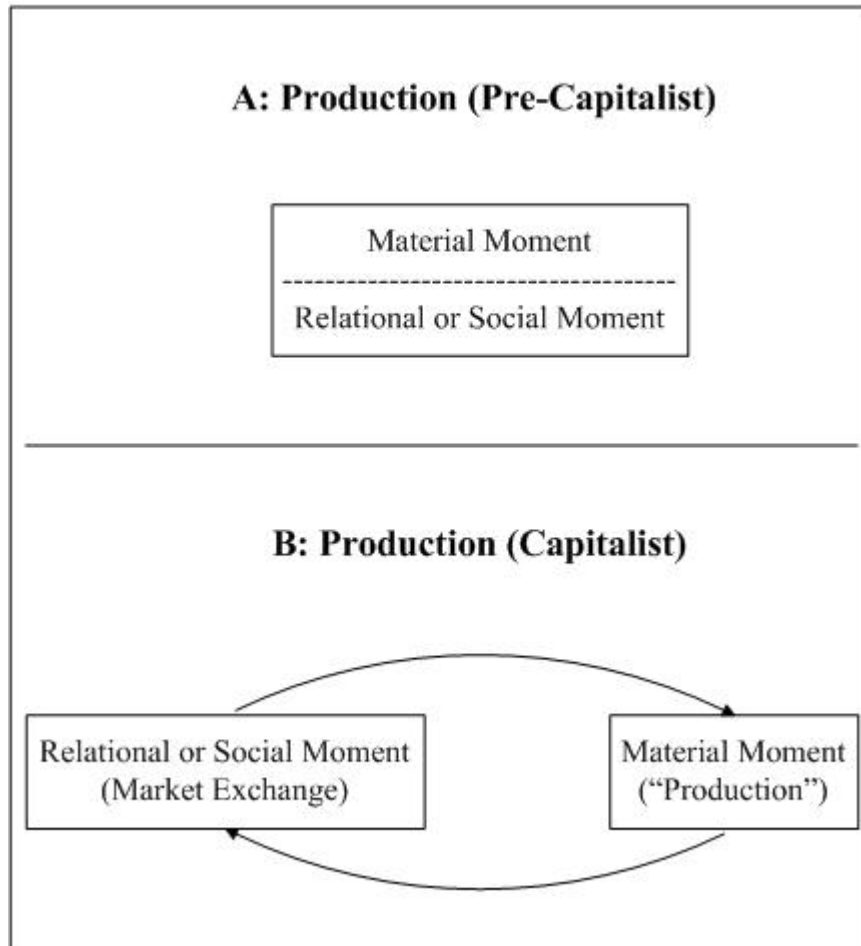 A: Production (Pre-Capitalist)
Material Moment
Relational or Social Moment
B: Production (Capitalist)
Relational or Social Moment
(Market Exchange)
Material Moment
(“Production”)